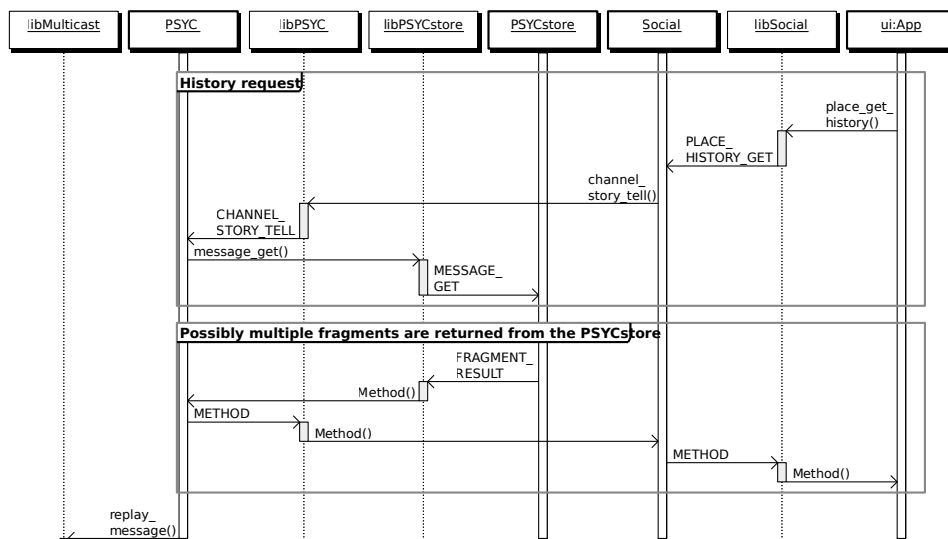 libMulticast
PSYC
libPSYC
libPSYCstore
PSYCstore
Social
libSocial
ui:App
History request
place_get_
history()
PLACE_
HISTORY_GET
channel_
story_tell()
CHANNEL_
STORY_TELL
message_get()
MESSAGE_
GET
Possibly multiple fragments are returned from the PSYCstore
FRAGMENT_
RESULT
Method()
METHOD
Method()
METHOD
Method()
replay_
message()